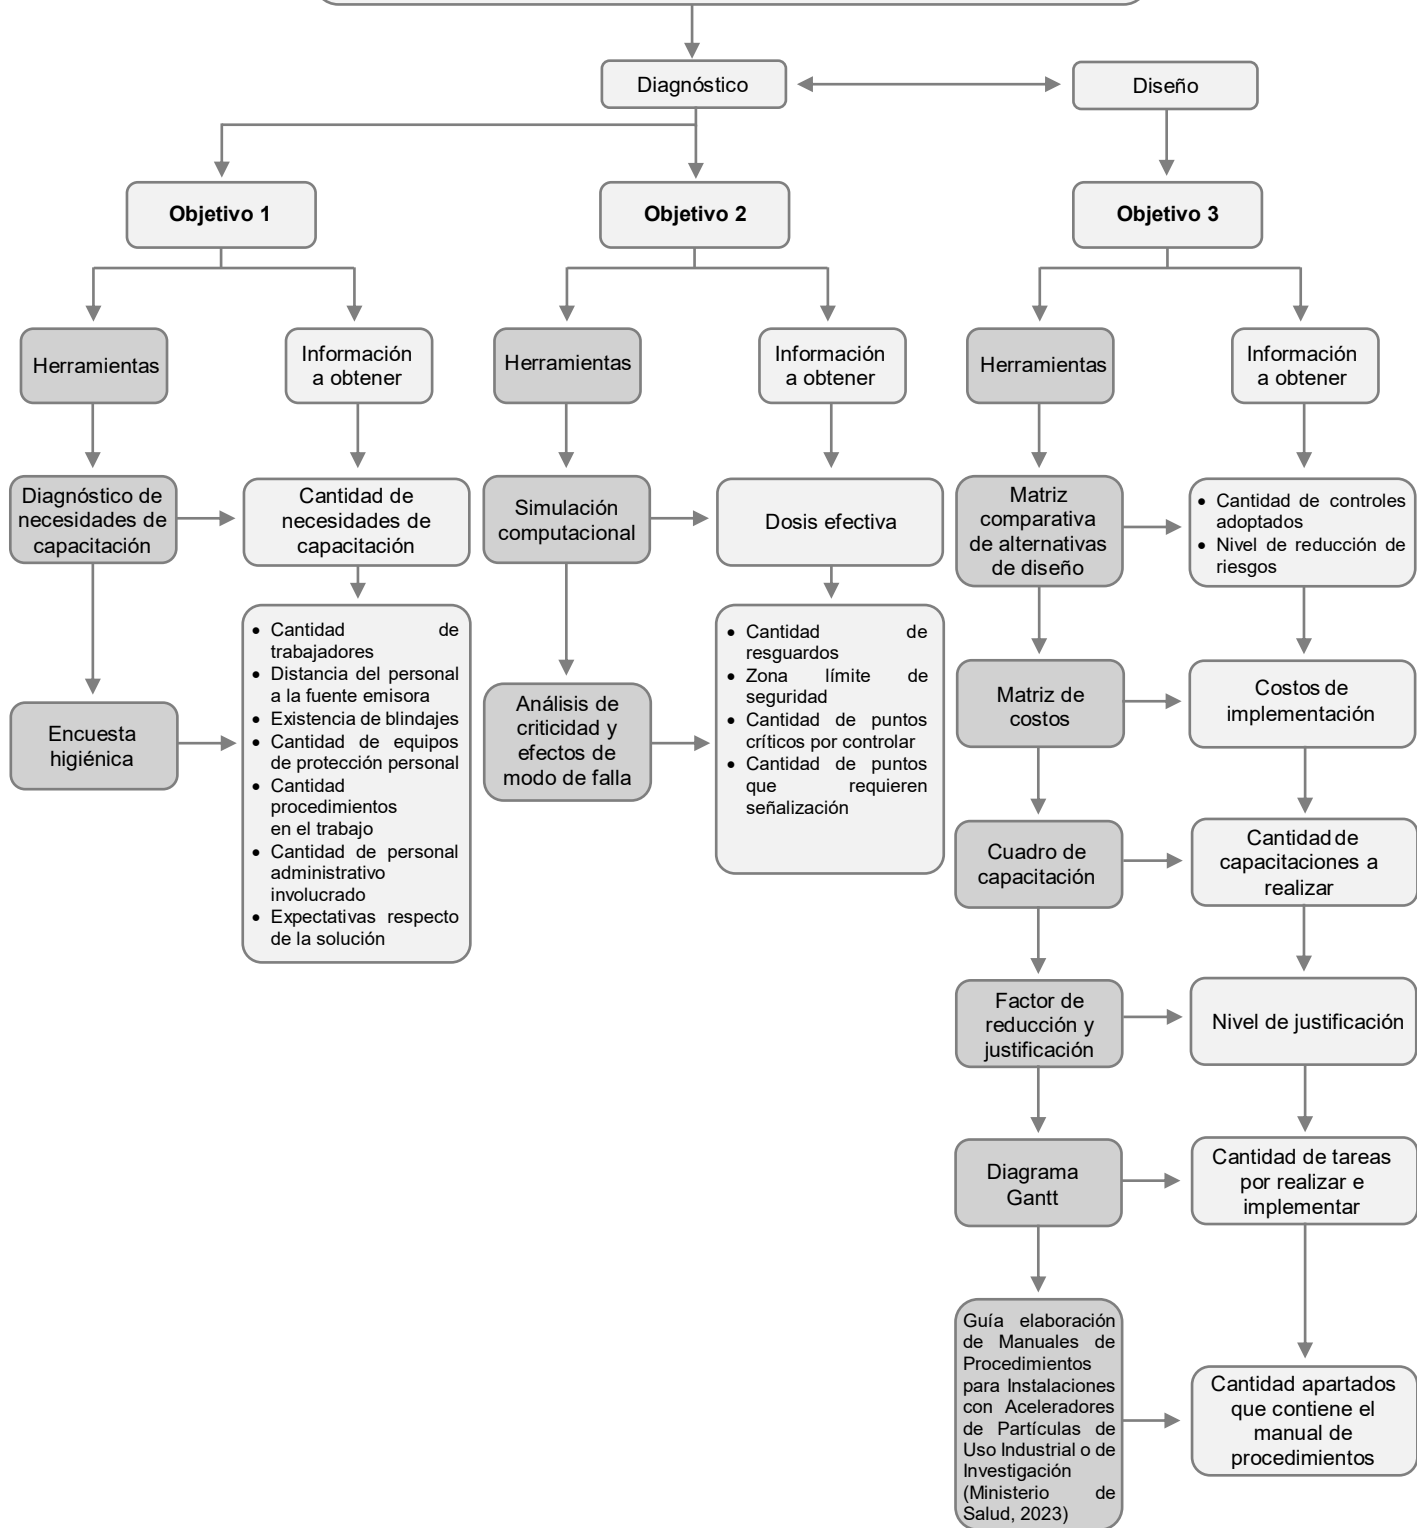 Diagnóstico
Diseño
Objetivo 1
Objetivo 2
Objetivo 3
Herramientas
Información
a obtener
Herramientas
Información
a obtener
Herramientas
Información
a obtener
Diagnóstico de
necesidades de
capacitación
Cantidad de
necesidades de
capacitación
Simulación
computacional
Dosis efectiva
Matriz
comparativa
de alternativas
de diseño
• Cantidad de controles
adoptados
• Nivel de reducción de
riesgos
Encuesta
higiénica
• Cantidad de
trabajadores
• Distancia del personal
a la fuente emisora
• Existencia de blindajes
• Cantidad de equipos
de protección personal
• Cantidad
procedimientos
en el trabajo
• Cantidad de personal
administrativo
involucrado
• Expectativas respecto
de la solución
Análisis de
criticidad y
efectos de
modo de falla
• Cantidad de
resguardos
• Zona límite de
seguridad
• Cantidad de puntos
críticos por controlar
• Cantidad de puntos
que requieren
señalización
Matriz de
costos
Costos de
implementación
Cuadro de
capacitación
Cantidad de
capacitaciones a
realizar
Factor de
reducción y
justificación
Nivel de justificación
Diagrama
Gantt
Cantidad de tareas
por realizar e
implementar
Guía elaboración
de Manuales de
Procedimientos
para Instalaciones
con Aceleradores
de Partículas de
Uso Industrial o de
Investigación
(Ministerio de
Salud, 2023)
Cantidad apartados
que contiene el
manual de
procedimientos